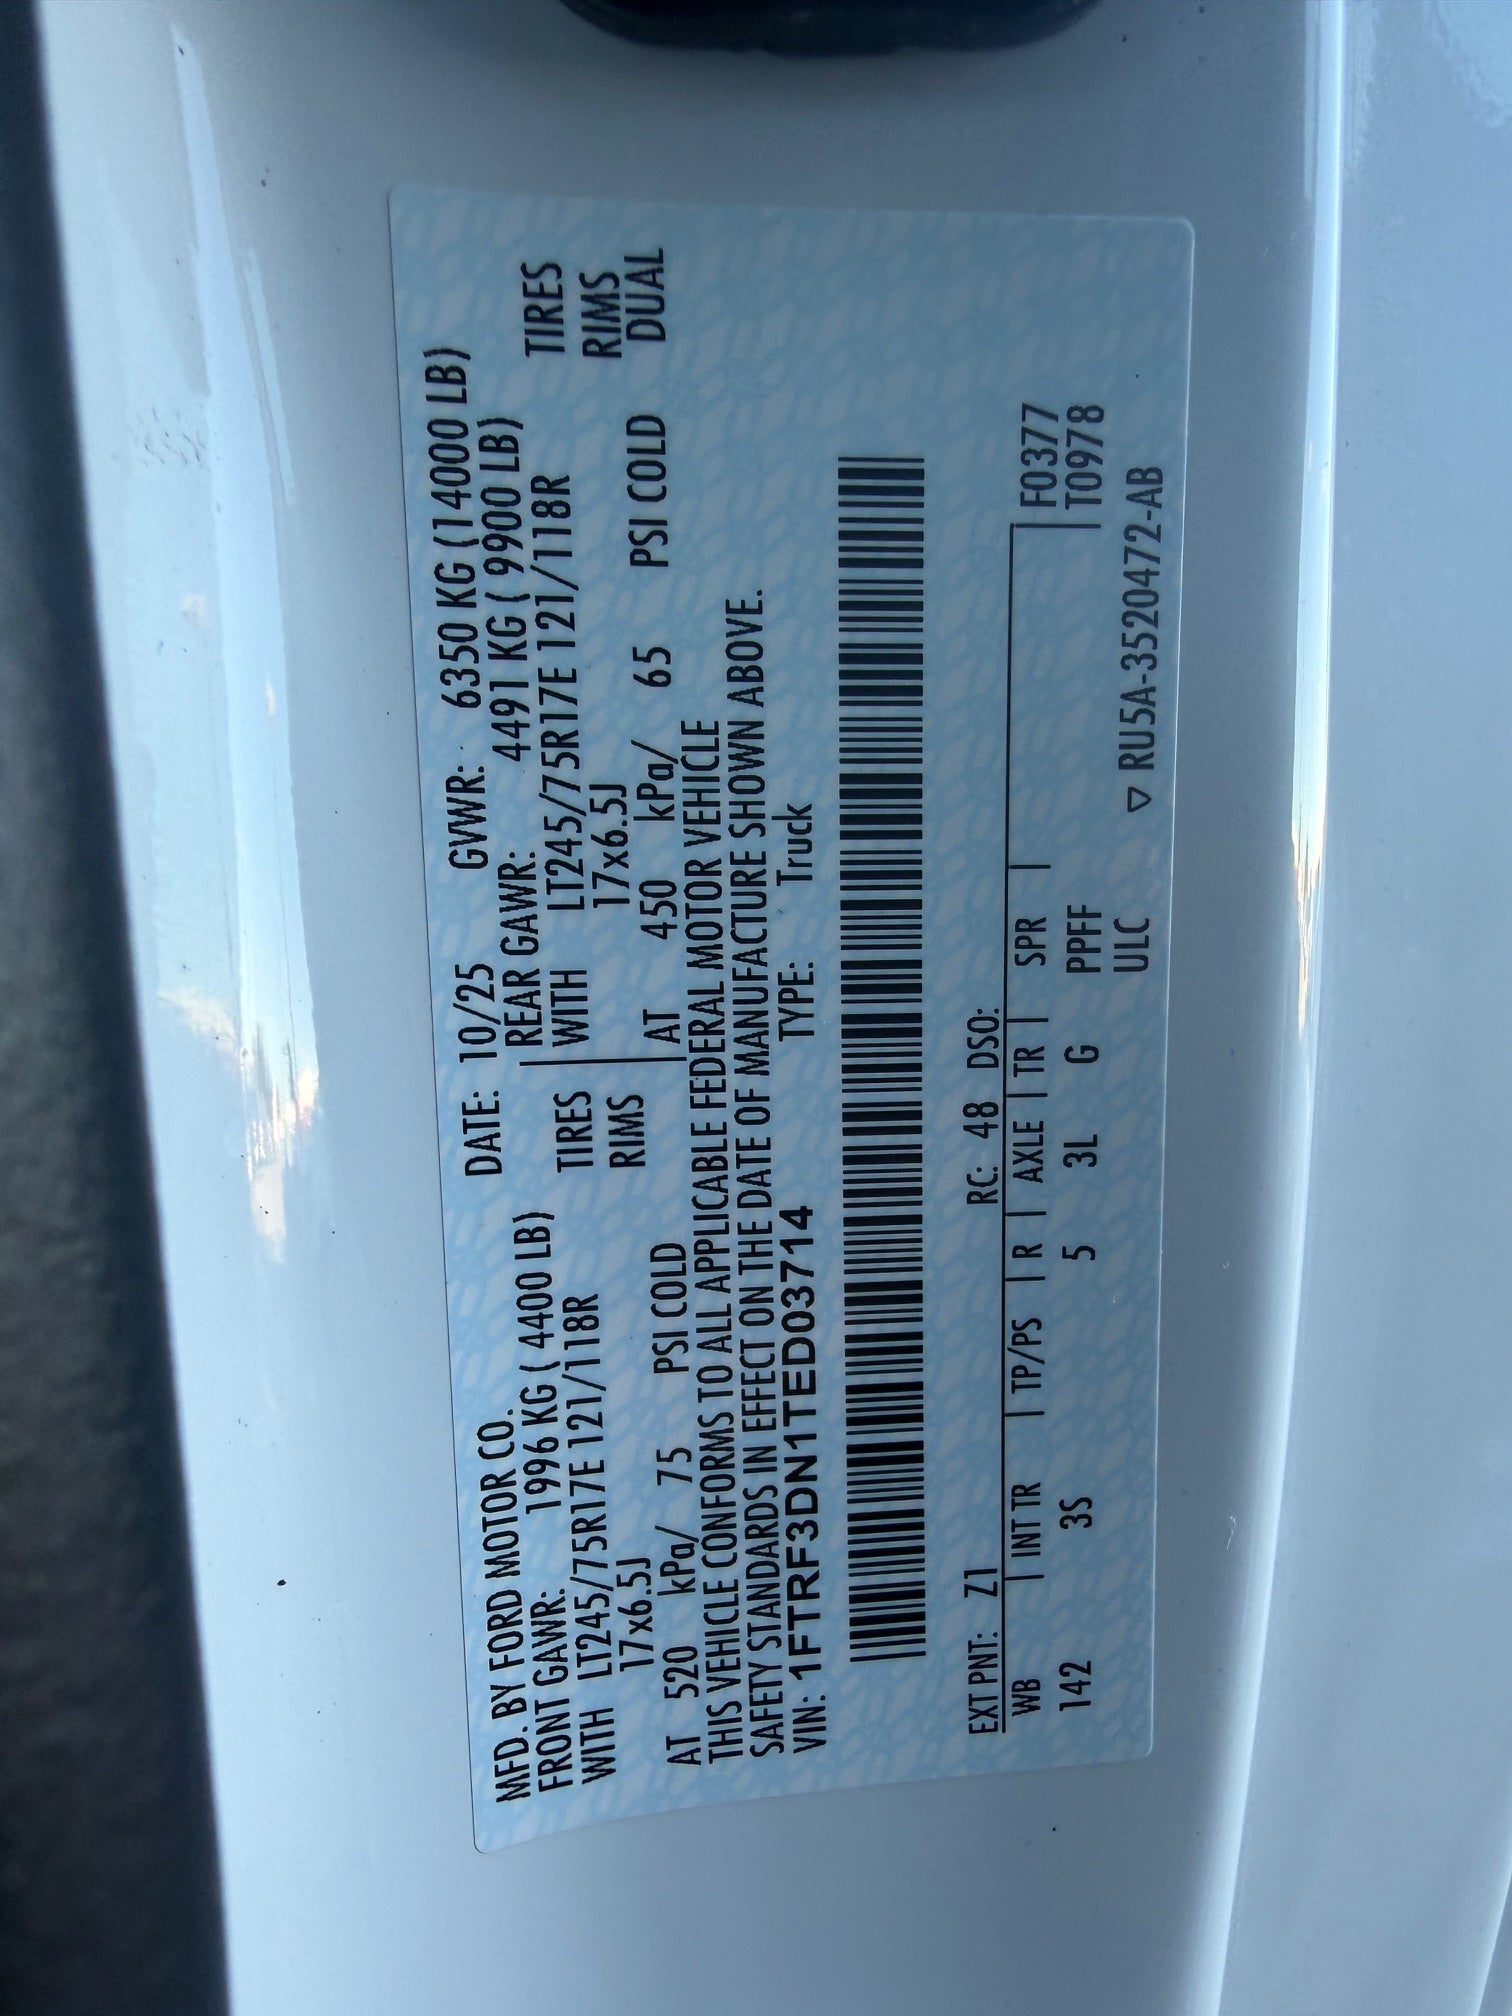 MFD. BY FORD MOTOR CO. DATE: 10/25 GVWR: 6350 KG (14000 LB)
FRONT GAWR: 1996 KG ( 4400 LB) REAR GAWR: 4491 KG ( 9900 LB)
WITH LT245/75R17E 121/118R TIRES WITH LT245/75R17E 121/118R TIRES
17x6.5J RIMS 17x6.5J RIMS
AT 520 kPa/ 75 PSI COLD AT 450 kPa/ 65 PSI COLD DUAL
THIS VEHICLE CONFORMS TO ALL APPLICABLE FEDERAL MOTOR VEHICLE
SAFETY STANDARDS IN EFFECT ON THE DATE OF MANUFACTURE SHOWN ABOVE.
VIN: 1FTRF3DN1TED03714 TYPE: Truck
EXT PNT: Z1 RC: 48 DSO:
WB | INT TR | TP/PS | R | AXLE | TR | SPR | F0377
142 3S 5 3L G PPFF T0978
ULC ▽ RU5A-3520472-AB